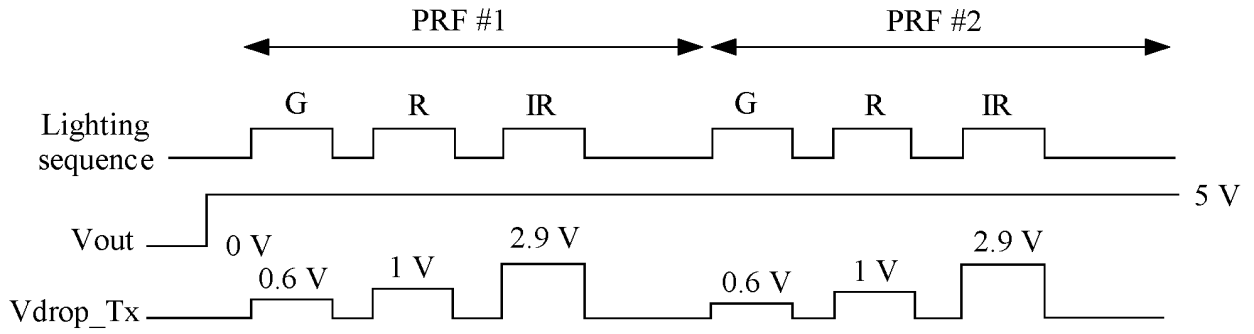 PRF #1 PRF #2
G R IR G R IR
Lighting
sequence
5 V
Vout 0 V
0.6 V 1 V 2.9 V 0.6 V 1 V 2.9 V
Vdrop_Tx